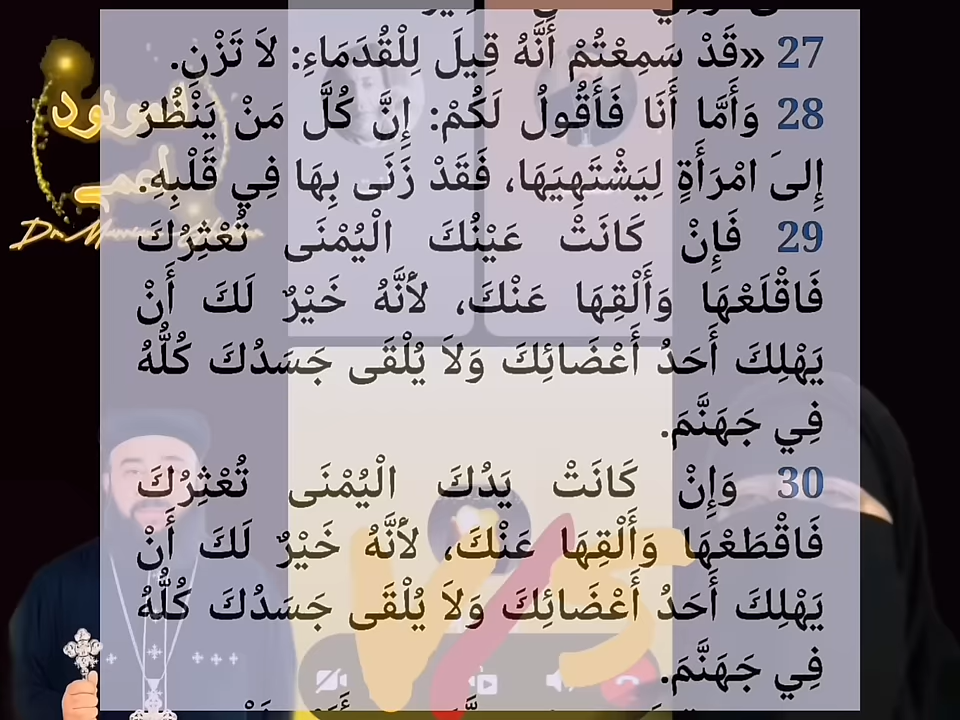 27 «قَدْ سَمِعْتُمْ أَنَّهُ قِيلَ لِلْقُدَمَاءِ: لاَ تَزْنِ.
28 وَأَمَّا أَنَا فَأَقُولُ لَكُمْ: إِنَّ كُلَّ مَنْ يَنْظُرُ
إِلىَ امْرَأَةٍ لِيَشْتَهِيَهَا، فَقَدْ زَنَى بِهَا فِي قَلْبِهِ.
29 فَإِنْ كَانَتْ عَيْنُكَ الْيُمْنَى تُعْثِرُكَ
فَاقْلَعْهَا وَأَلْقِهَا عَنْكَ، لأَنَّهُ خَيْرٌ لَكَ أَنْ
يَهْلِكَ أَحَدُ أَعْضَائِكَ وَلاَ يُلْقَى جَسَدُكَ كُلُّهُ
فِي جَهَنَّمَ.
30 وَإِنْ كَانَتْ يَدُكَ الْيُمْنَى تُعْثِرُكَ
فَاقْطَعْهَا وَأَلْقِهَا عَنْكَ، لأَنَّهُ خَيْرٌ لَكَ أَنْ
يَهْلِكَ أَحَدُ أَعْضَائِكَ وَلاَ يُلْقَى جَسَدُكَ كُلُّهُ
فِي جَهَنَّمَ.
V/S